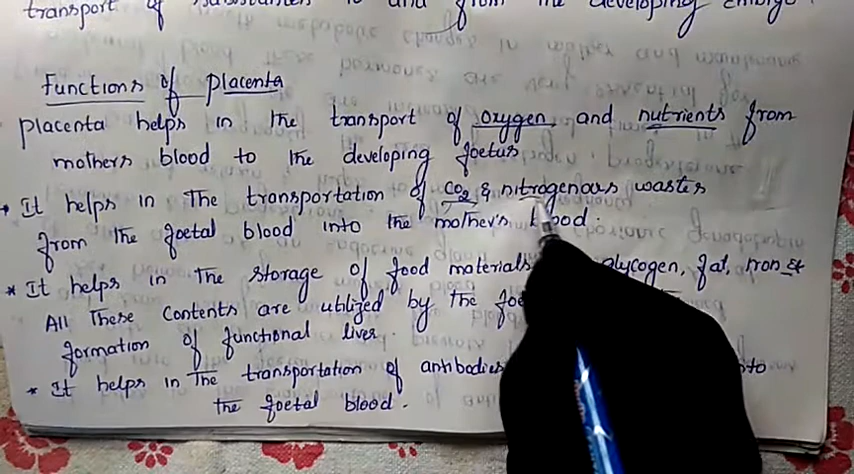 transport of substances to and from the developing embryo.
Functions of placenta
placenta helps in the transport of oxygen and nutrients from
mothers blood to the developing foetus
* It helps in The transportation of CO2 & nitrogenous wastes
from the foetal blood into the mother's blood.
* It helps in The storage of food materials glycogen, fat, iron et
All These contents are utilized by the foe
formation of functional liver.
* It helps in The transportation of antibodies to
the foetal blood.